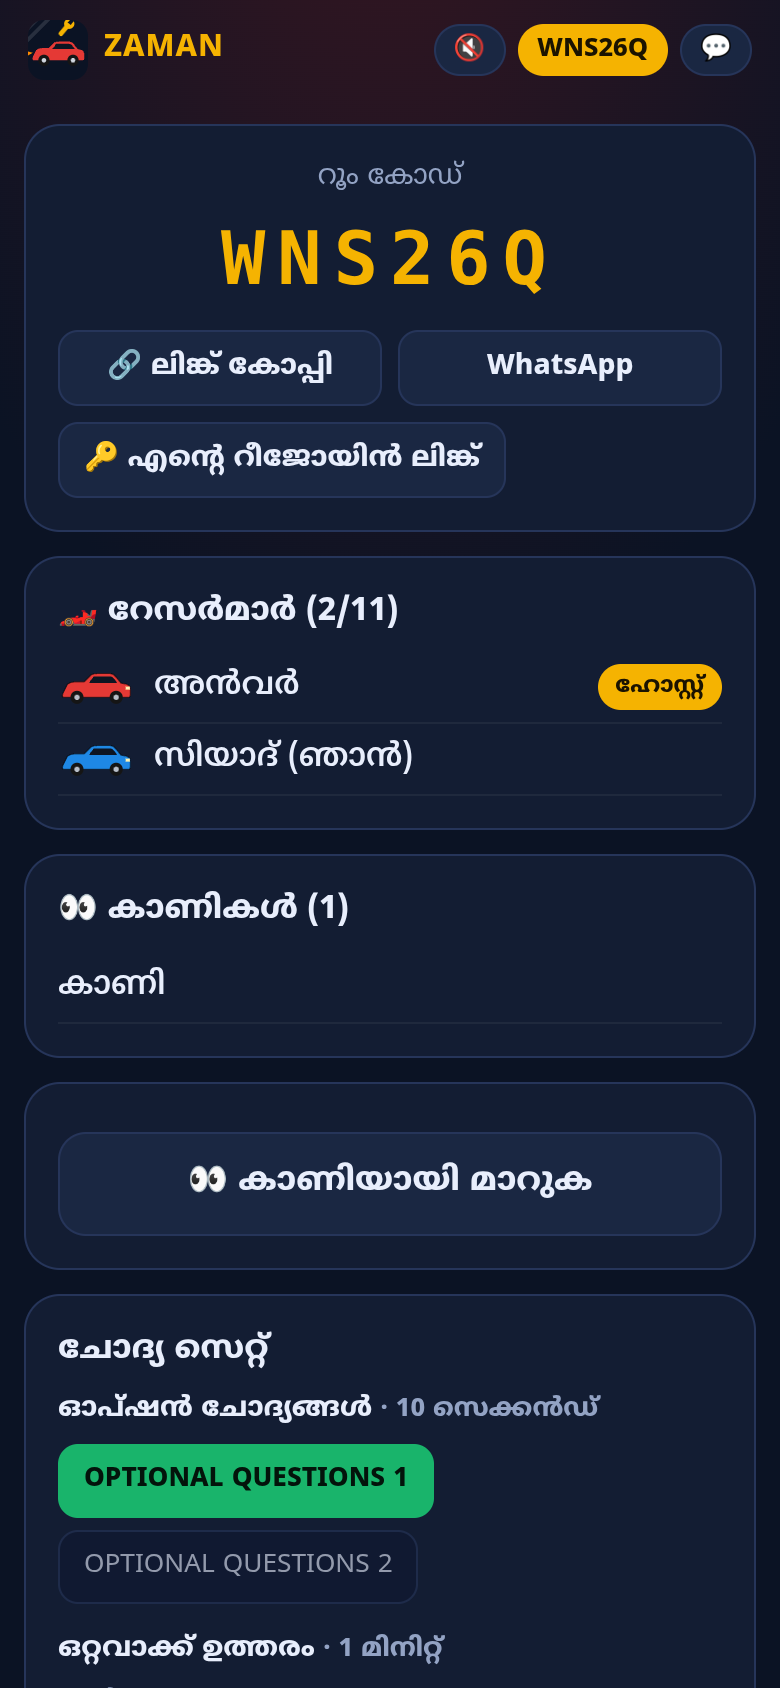 ZAMAN
WNS26Q
റൂം കോഡ്
WNS26Q
ലിങ്ക് കോപ്പി
WhatsApp
എന്റെ റീജോയിൻ ലിങ്ക്
റേസർമാർ (2/11)
അൻവർ
ഹോസ്റ്റ്
സിയാദ് (ഞാൻ)
കാണികൾ (1)
കാണി
കാണിയായി മാറുക
ചോദ്യ സെറ്റ്
ഓപ്ഷൻ ചോദ്യങ്ങൾ · 10 സെക്കൻഡ്
OPTIONAL QUESTIONS 1
OPTIONAL QUESTIONS 2
ഒറ്റവാക്ക് ഉത്തരം · 1 മിനിറ്റ്